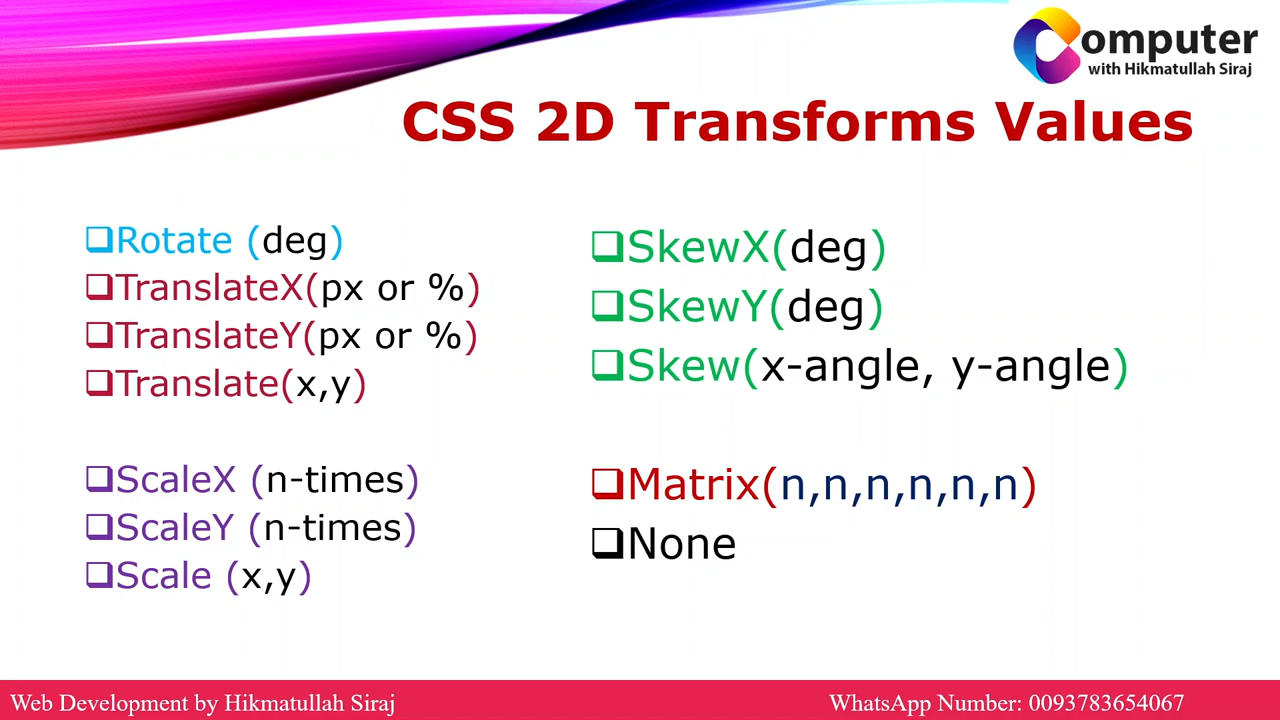 Computer
with Hikmatullah Siraj
CSS 2D Transforms Values
Rotate (deg)
TranslateX(px or %)
TranslateY(px or %)
Translate(x,y)
ScaleX (n-times)
ScaleY (n-times)
Scale (x,y)
SkewX(deg)
SkewY(deg)
Skew(x-angle, y-angle)
Matrix(n,n,n,n,n,n)
None
Web Development by Hikmatullah Siraj
WhatsApp Number: 0093783654067